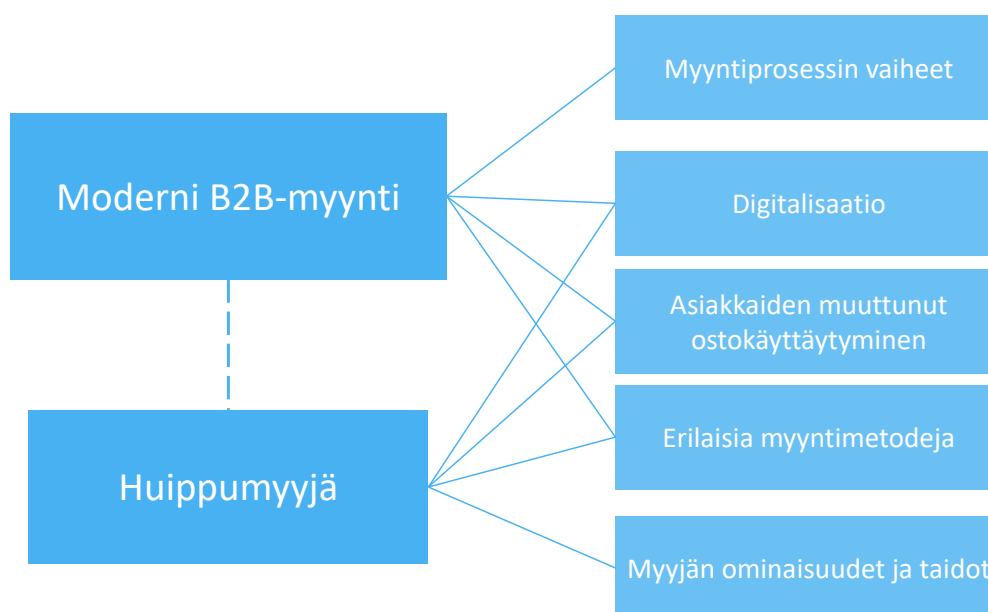 Moderni B2B-myynti
Huippumyyjä
Myyntiprosessin vaiheet
Digitalisaatio
Asiakkaiden muuttunut
ostokäyttäytyminen
Erilaisia myyntimetodeja
Myyjän ominaisuudet ja taidot